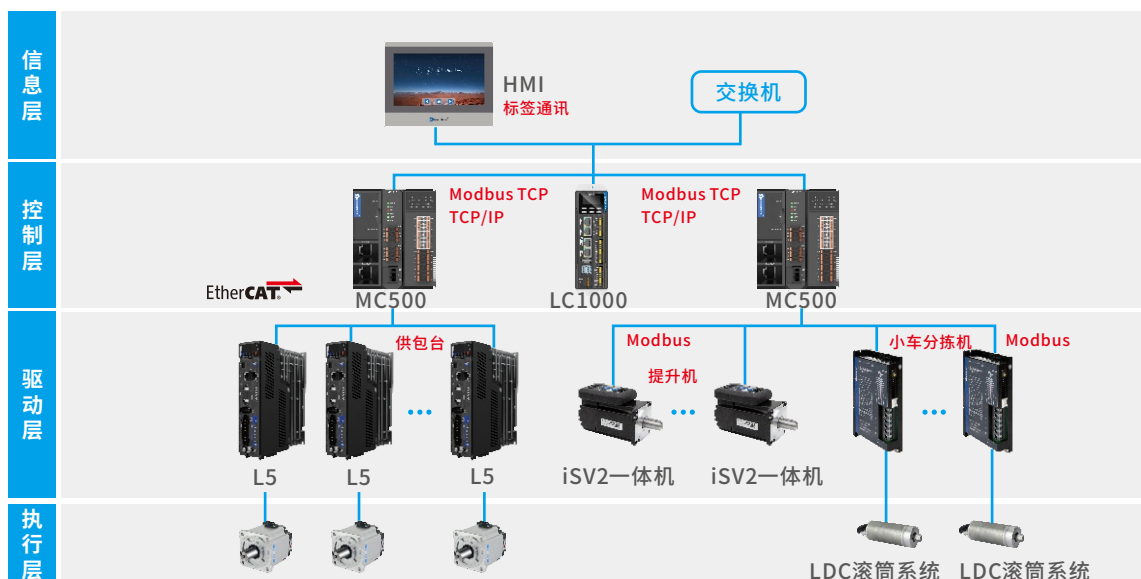 信息层
HMI
标签通讯
交换机
控制层
Modbus TCP
TCP/IP
Modbus TCP
TCP/IP
EtherCAT
MC500
LC1000
MC500
驱动层
供包台
Modbus
提升机
小车分拣机
Modbus
...
...
...
L5
L5
L5
iSV2一体机
iSV2一体机
执行层
LDC滚筒系统
LDC滚筒系统